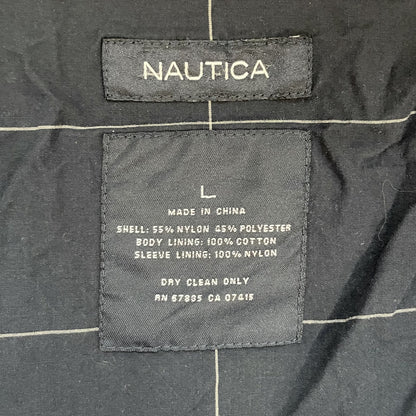 NAUTICA
L
MADE IN CHINA
SHELL: 55% NYLON 45% POLYESTER
BODY LINING: 100% COTTON
SLEEVE LINING: 100% NYLON
DRY CLEAN ONLY
RN 67835 CA 07415